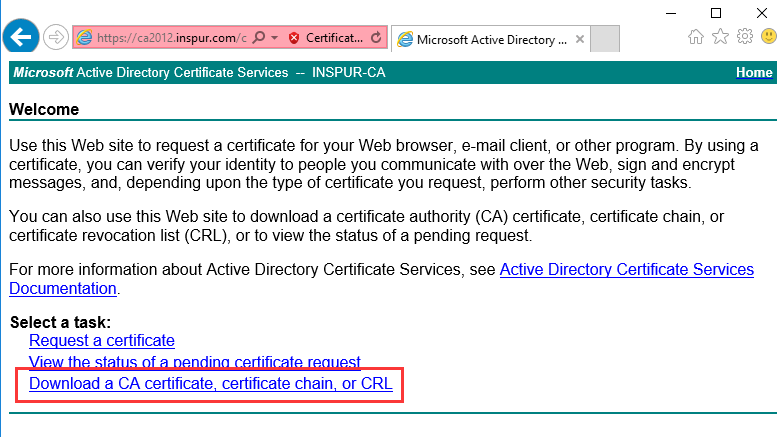 https://ca2012.inspur.com/c
Certificat...
Microsoft Active Directory ...
Microsoft Active Directory Certificate Services -- INSPUR-CA
Home
Welcome
Use this Web site to request a certificate for your Web browser, e-mail client, or other program. By using a
certificate, you can verify your identity to people you communicate with over the Web, sign and encrypt
messages, and, depending upon the type of certificate you request, perform other security tasks.
You can also use this Web site to download a certificate authority (CA) certificate, certificate chain, or
certificate revocation list (CRL), or to view the status of a pending request.
For more information about Active Directory Certificate Services, see Active Directory Certificate Services
Documentation.
Select a task:
Request a certificate
View the status of a pending certificate request
Download a CA certificate, certificate chain, or CRL